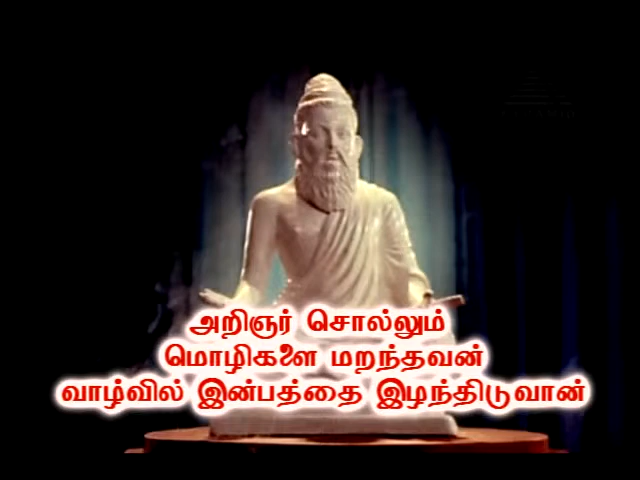 அறிஞர் சொல்லும்
மொழிகளை மறந்தவன்
வாழ்வில் இன்பத்தை இழந்திடுவான்